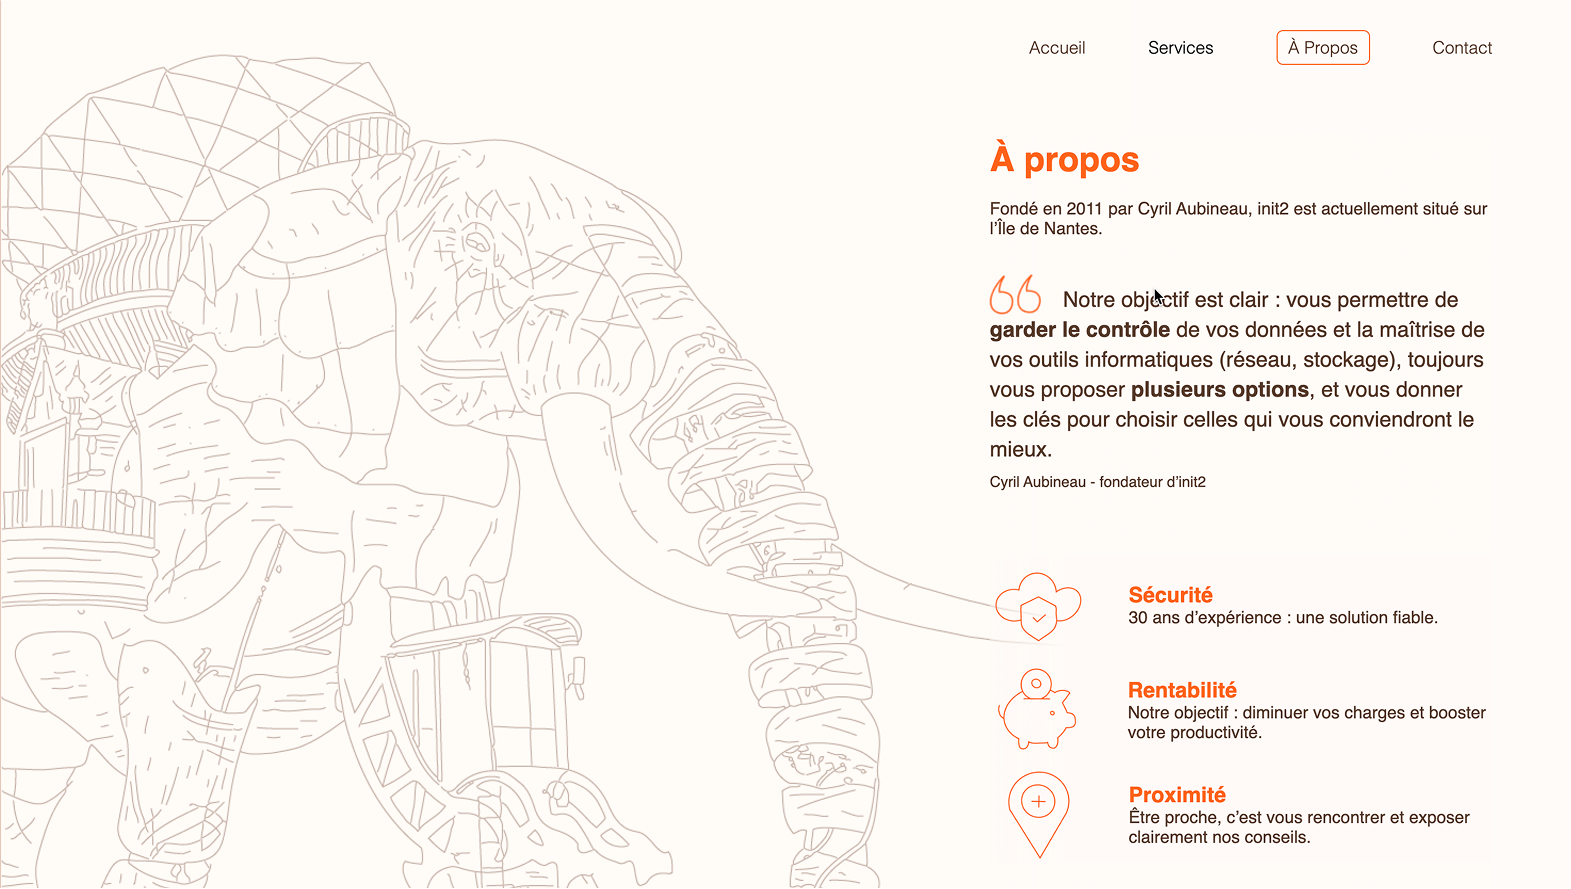 Accueil
Services
À Propos
Contact
À propos
Fondé en 2011 par Cyril Aubineau, init2 est actuellement situé sur
l’Île de Nantes.
Notre objectif est clair : vous permettre de
garder le contrôle de vos données et la maîtrise de
vos outils informatiques (réseau, stockage), toujours
vous proposer plusieurs options, et vous donner
les clés pour choisir celles qui vous conviendront le
mieux.
Cyril Aubineau - fondateur d’init2
Sécurité
30 ans d’expérience : une solution fiable.
Rentabilité
Notre objectif : diminuer vos charges et booster
votre productivité.
Proximité
Être proche, c’est vous rencontrer et exposer
clairement nos conseils.